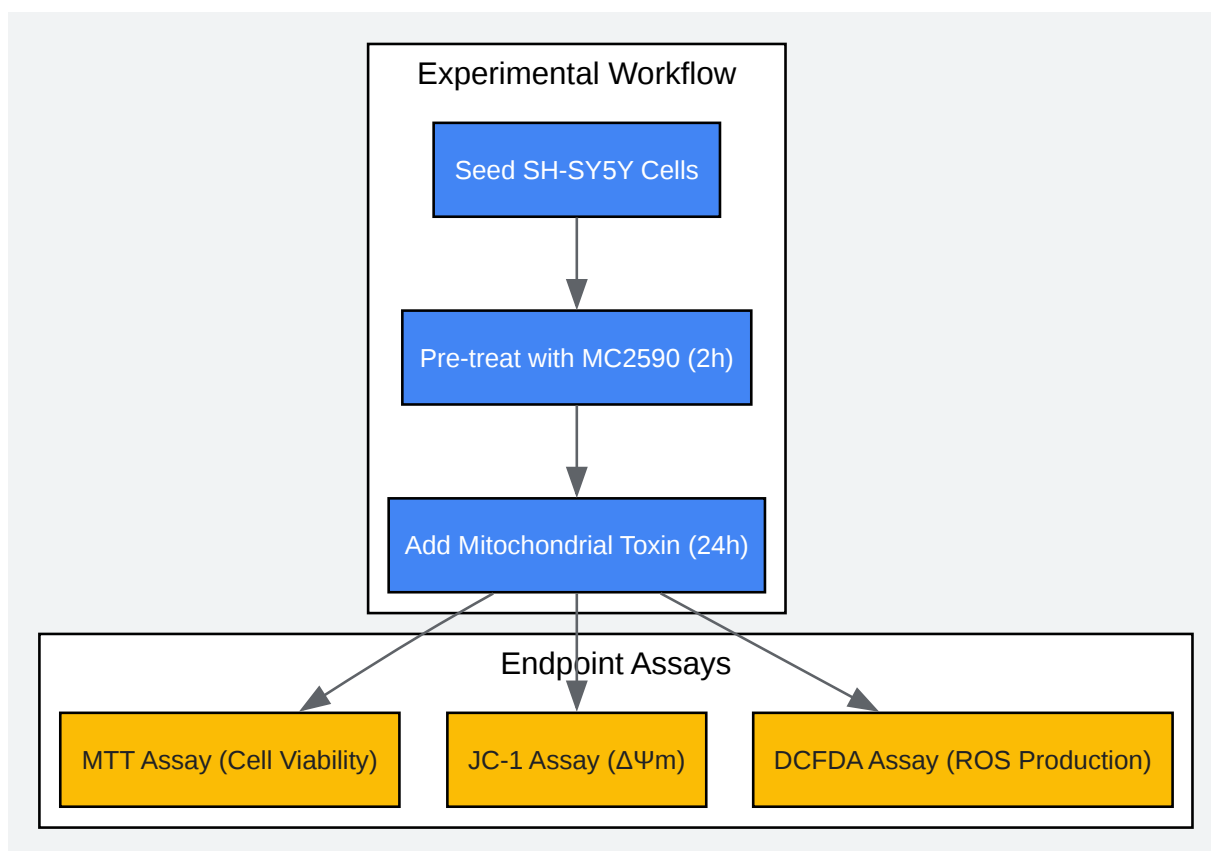 Experimental Workflow
Seed SH-SY5Y Cells
Pre-treat with MC2590 (2h)
Add Mitochondrial Toxin (24h)
Endpoint Assays
MTT Assay (Cell Viability)
JC-1 Assay (ΔΨm)
DCFDA Assay (ROS Production)